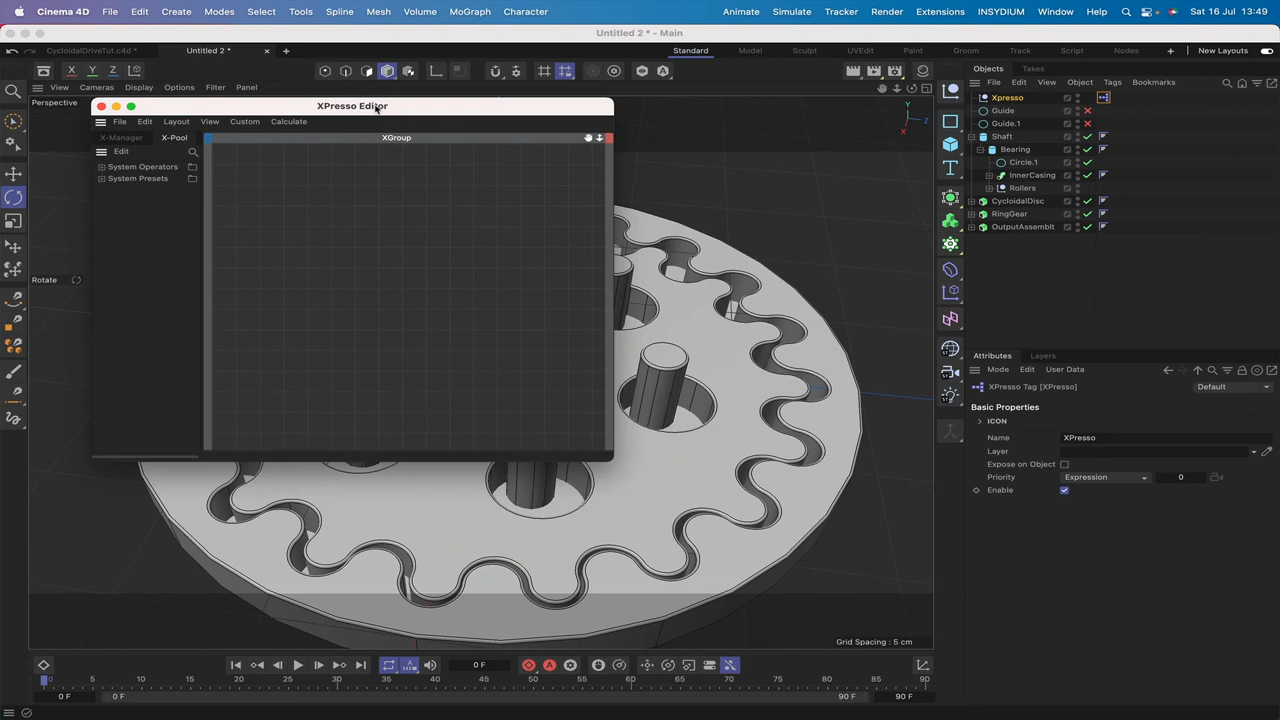 Cinema 4D File Edit Create Modes Select Tools Spline Mesh Volume MoGraph Character Animate Simulate Tracker Render Extensions INSYDIUM Window Help Sat 16 Jul 13:49
Untitled 2 * - Main
CycloidalDriveTut.c4d * Untitled 2 * Standard Model Sculpt UVEdit Paint Groom Track Script Nodes New Layouts
X Y Z
Objects Takes
View Cameras Display Options Filter Panel
File Edit View Object Tags Bookmarks
Perspective
XPresso Editor
Xpresso
Guide
Guide.1
Shaft
Bearing
Circle.1
InnerCasing
Rollers
CycloidalDisc
RingGear
OutputAssemblt
File Edit Layout View Custom Calculate
X-Manager X-Pool XGroup
Edit
System Operators
System Presets
Y
Z
X
Rotate
Attributes Layers
Mode Edit User Data
XPresso Tag [XPresso] Default
Basic Properties
ICON
Name XPresso
Layer
Expose on Object
Priority Expression 0
Enable
Grid Spacing : 5 cm
0 F
0 5 10 15 20 25 30 35 40 45 50 55 60 65 70 75 80 85 90
0 F 0 F 90 F 90 F